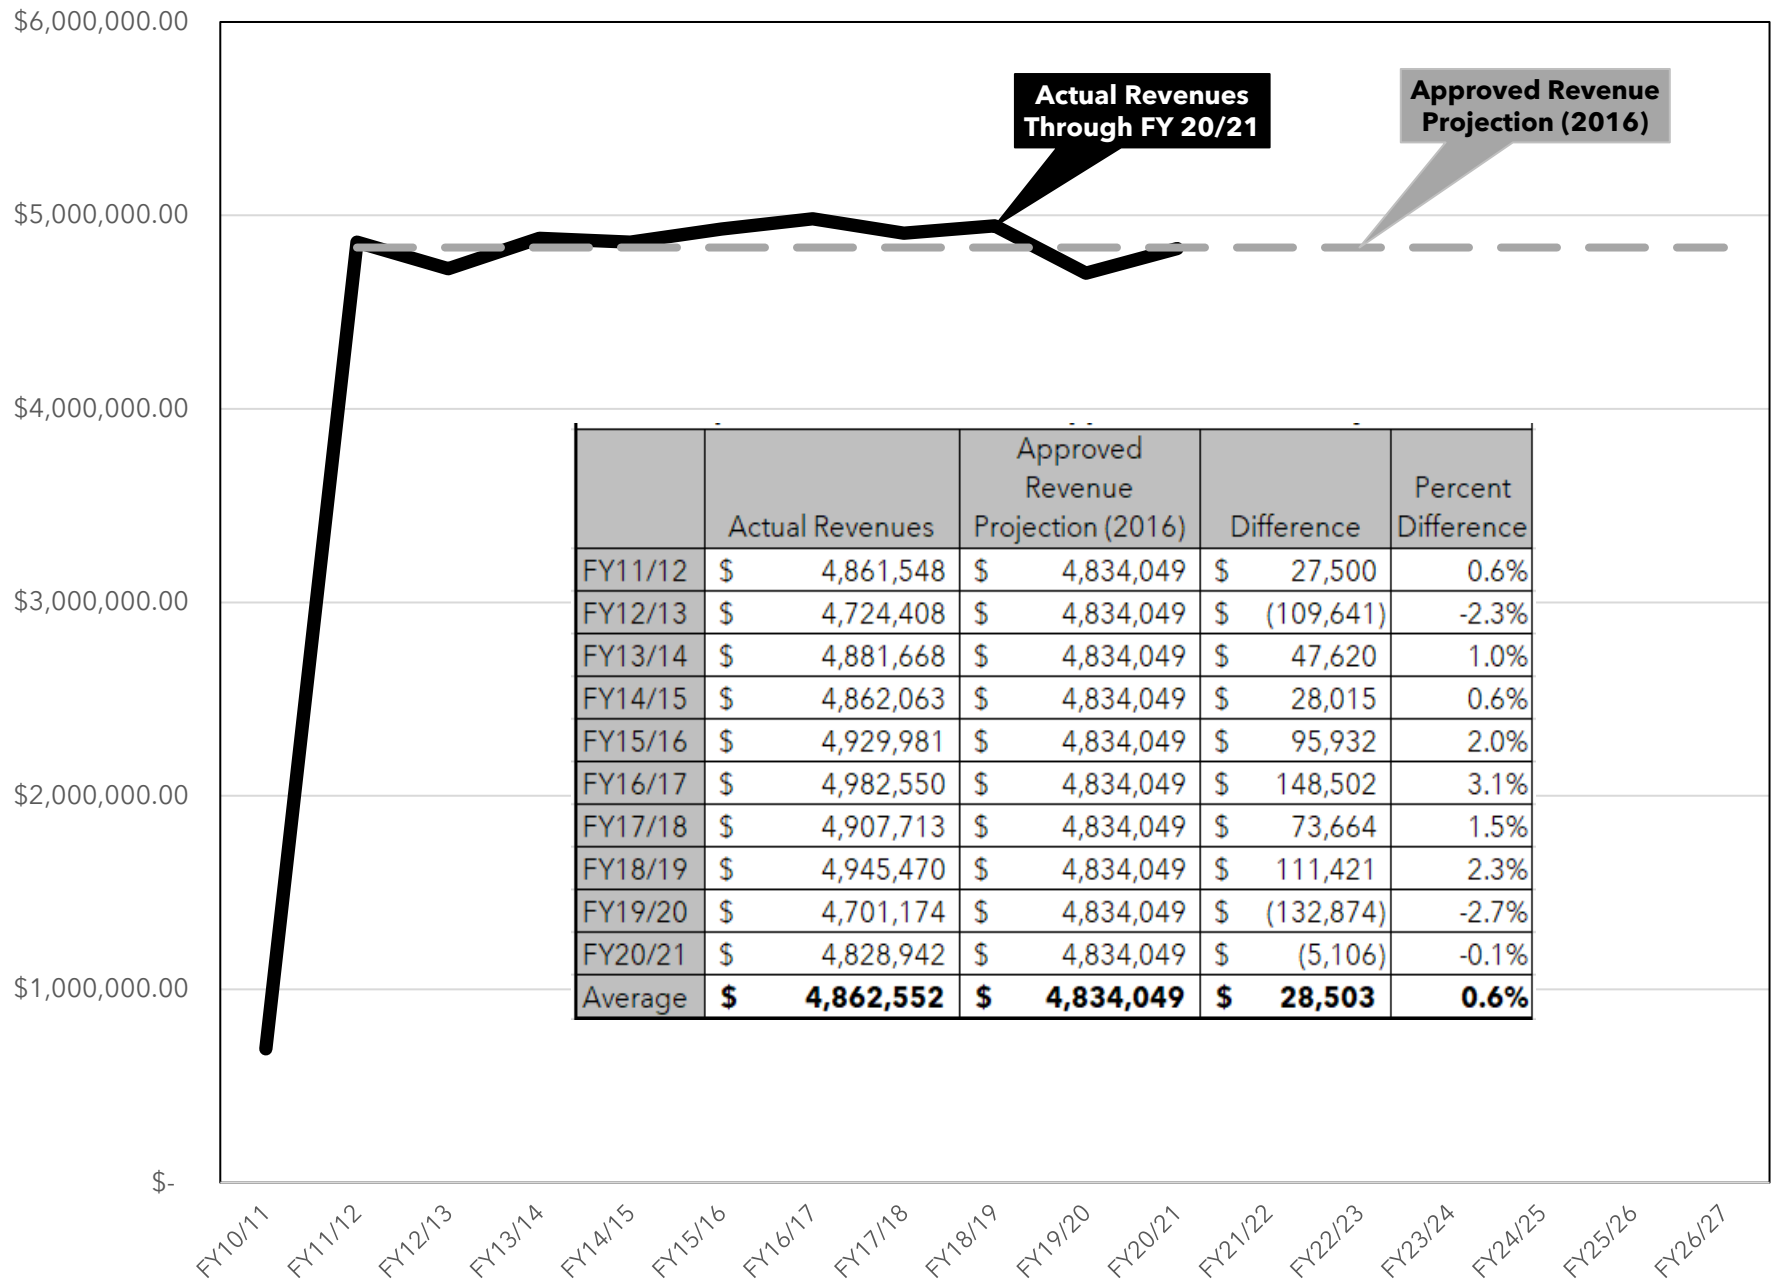 $6,000,000.00
$5,000,000.00
$4,000,000.00
$3,000,000.00
$2,000,000.00
$1,000,000.00
$-
Actual Revenues
Through FY 20/21
Approved Revenue
Projection (2016)
Actual Revenues
Approved
Revenue
Projection (2016)
Difference
Percent
Difference
FY11/12 $ 4,861,548 $ 4,834,049 $ 27,500 0.6%
FY12/13 $ 4,724,408 $ 4,834,049 $ (109,641) -2.3%
FY13/14 $ 4,881,668 $ 4,834,049 $ 47,620 1.0%
FY14/15 $ 4,862,063 $ 4,834,049 $ 28,015 0.6%
FY15/16 $ 4,929,981 $ 4,834,049 $ 95,932 2.0%
FY16/17 $ 4,982,550 $ 4,834,049 $ 148,502 3.1%
FY17/18 $ 4,907,713 $ 4,834,049 $ 73,664 1.5%
FY18/19 $ 4,945,470 $ 4,834,049 $ 111,421 2.3%
FY19/20 $ 4,701,174 $ 4,834,049 $ (132,874) -2.7%
FY20/21 $ 4,828,942 $ 4,834,049 $ (5,106) -0.1%
Average $ 4,862,552 $ 4,834,049 $ 28,503 0.6%
FY10/11
FY11/12
FY12/13
FY13/14
FY14/15
FY15/16
FY16/17
FY17/18
FY18/19
FY19/20
FY20/21
FY21/22
FY22/23
FY23/24
FY24/25
FY25/26
FY26/27